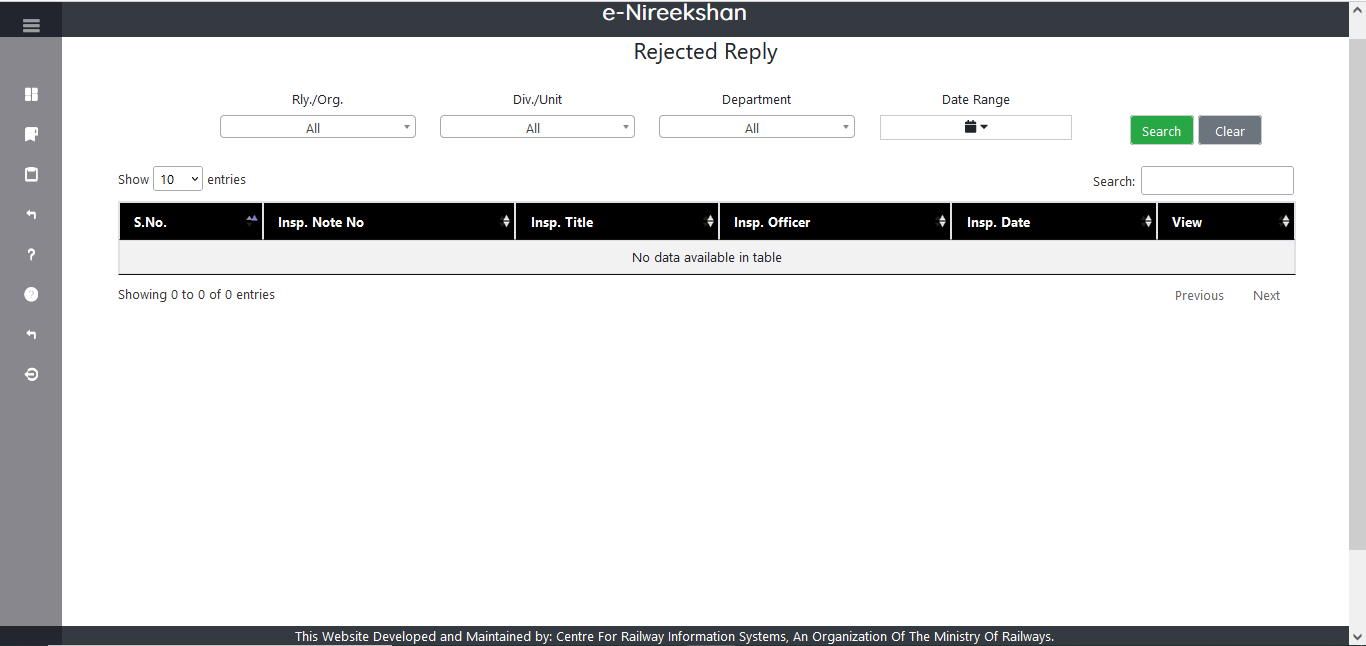 e-Nireekshan
Rejected Reply
Rly./Org. Div./Unit Department Date Range
All All All Search Clear
Show 10 entries Search:
S.No. Insp. Note No Insp. Title Insp. Officer Insp. Date View
No data available in table
Showing 0 to 0 of 0 entries Previous Next
This Website Developed and Maintained by: Centre For Railway Information Systems, An Organization Of The Ministry Of Railways.